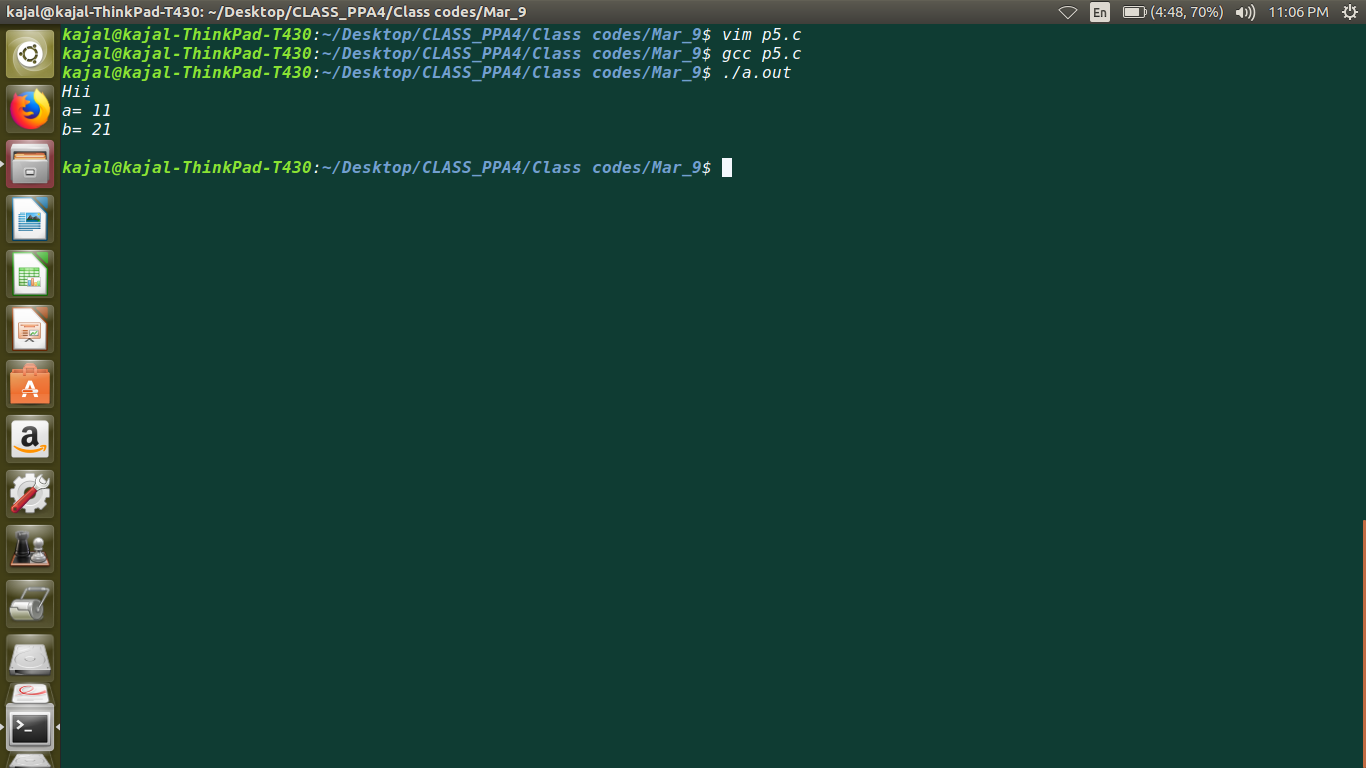 kajal@kajal-ThinkPad-T430: ~/Desktop/CLASS_PPA4/Class codes/Mar_9
En
(4:48, 70%)
11:06 PM
kajal@kajal-ThinkPad-T430:~/Desktop/CLASS_PPA4/Class codes/Mar_9$ vim p5.c
kajal@kajal-ThinkPad-T430:~/Desktop/CLASS_PPA4/Class codes/Mar_9$ gcc p5.c
kajal@kajal-ThinkPad-T430:~/Desktop/CLASS_PPA4/Class codes/Mar_9$ ./a.out
Hii
a= 11
b= 21
kajal@kajal-ThinkPad-T430:~/Desktop/CLASS_PPA4/Class codes/Mar_9$
A
a
>_